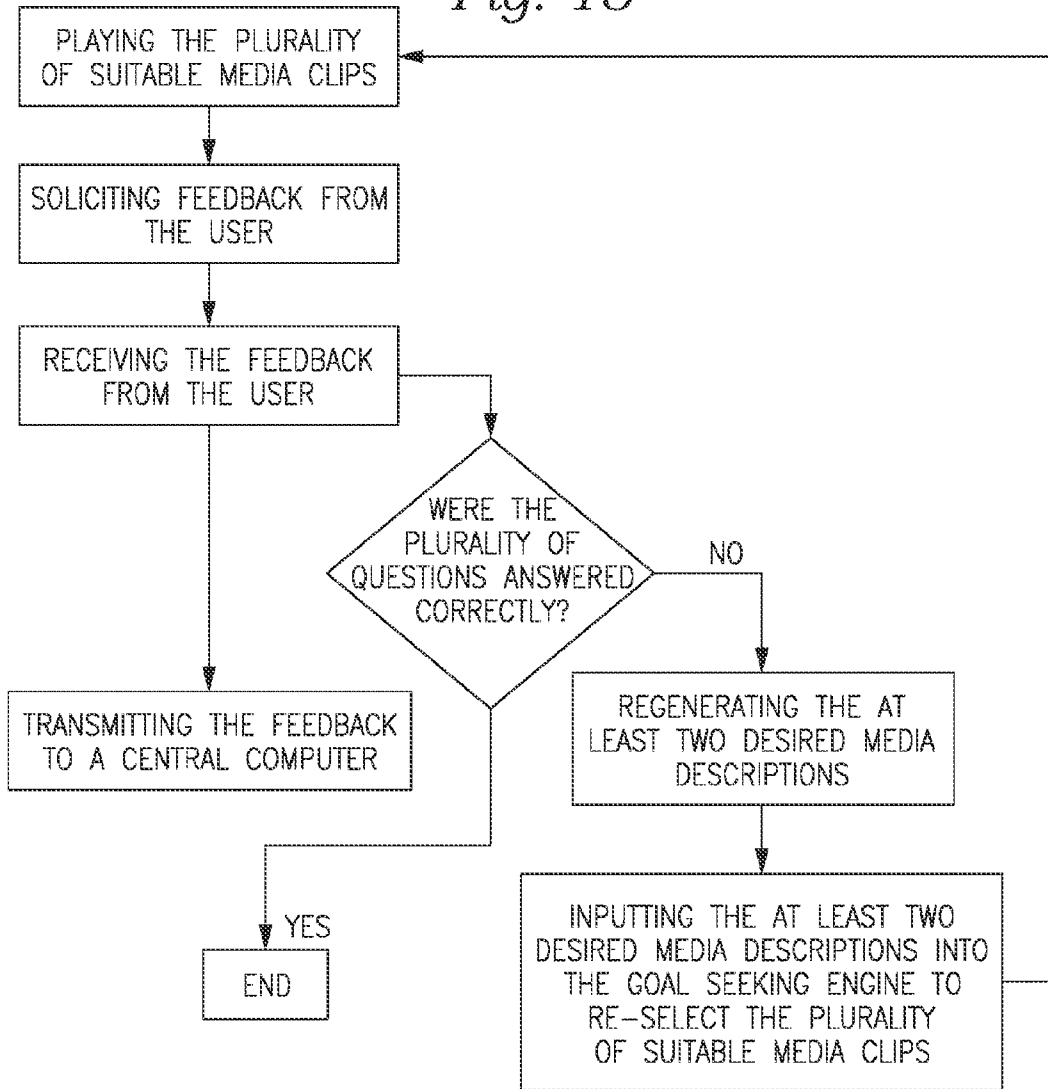 Fig. 18
PLAYING THE PLURALITY
OF SUITABLE MEDIA CLIPS
SOLICITING FEEDBACK FROM
THE USER
RECEIVING THE FEEDBACK
FROM THE USER
WERE THE
PLURALITY OF
QUESTIONS ANSWERED
CORRECTLY?
NO
TRANSMITTING THE FEEDBACK
TO A CENTRAL COMPUTER
REGENERATING THE AT
LEAST TWO DESIRED MEDIA
DESCRIPTIONS
YES
END
INPUTTING THE AT LEAST TWO
DESIRED MEDIA DESCRIPTIONS INTO
THE GOAL SEEKING ENGINE TO
RE-SELECT THE PLURALITY
OF SUITABLE MEDIA CLIPS